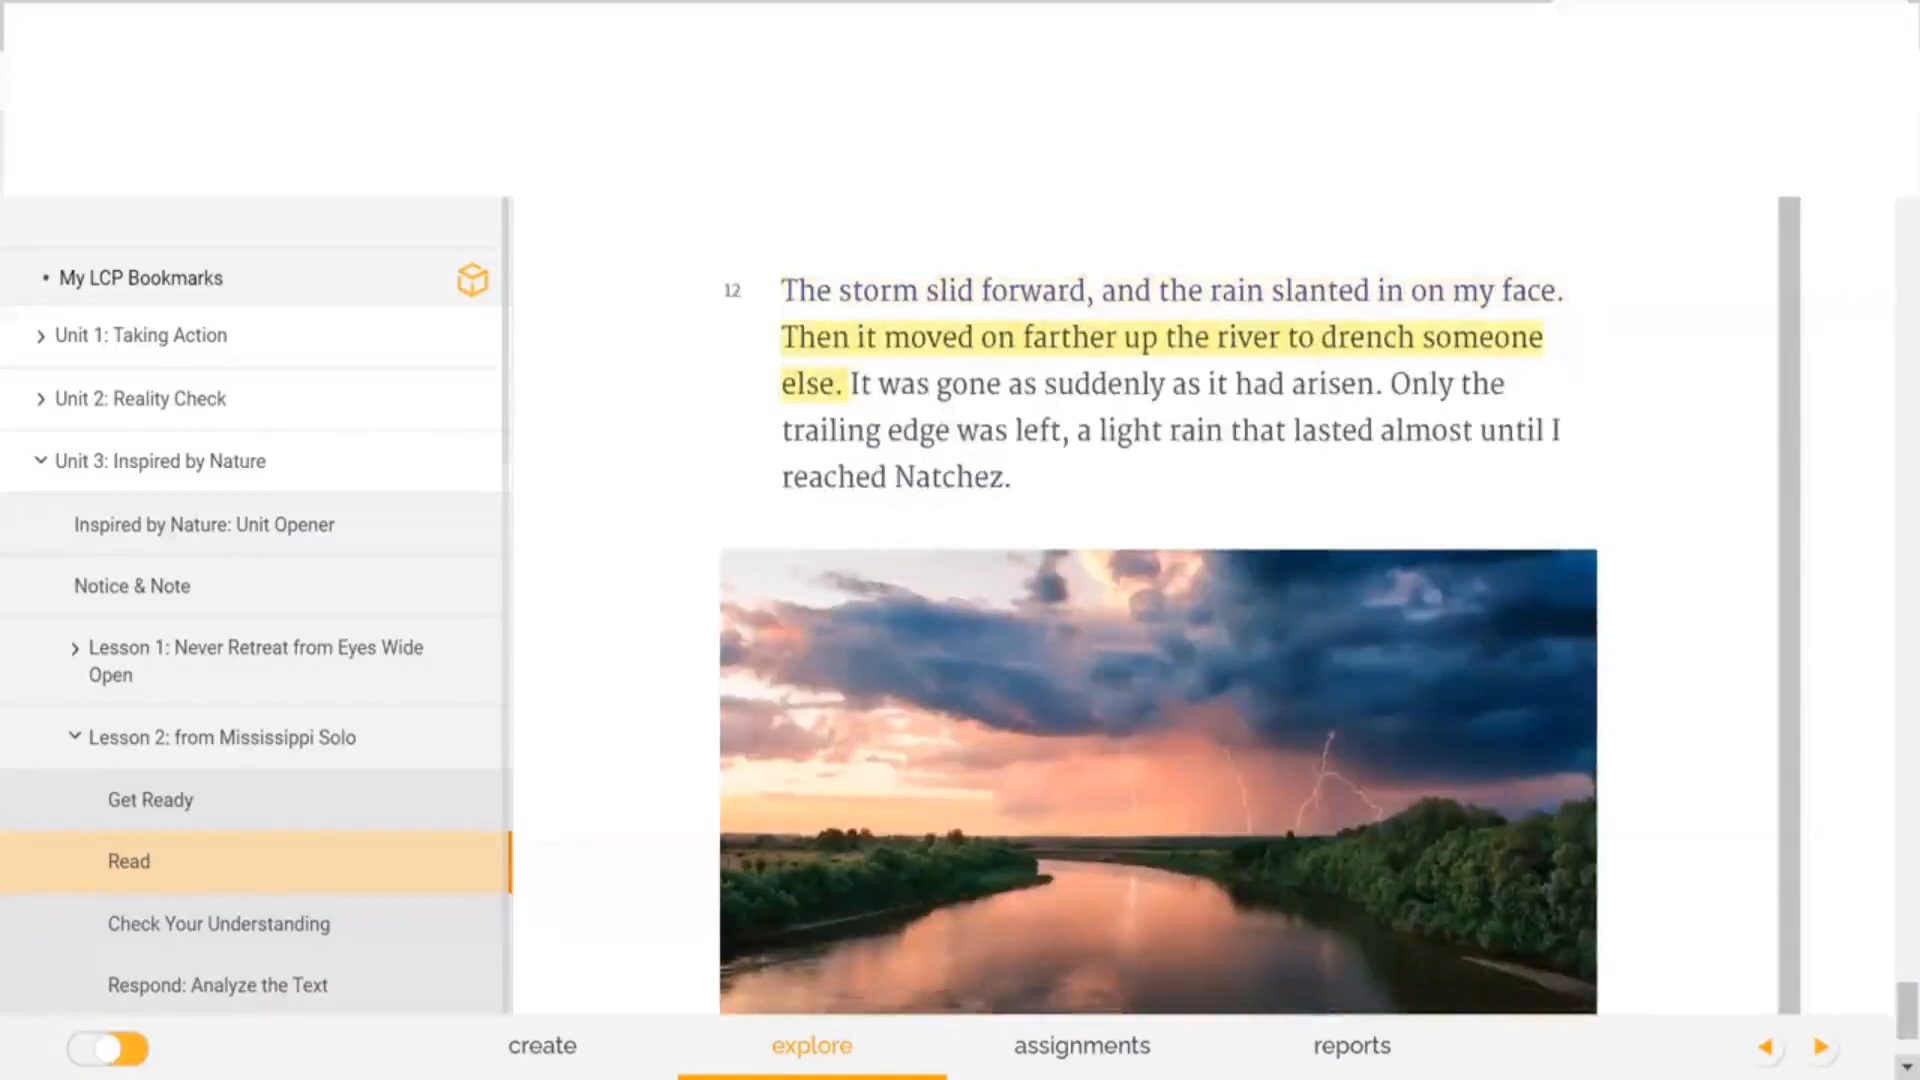 • My LCP Bookmarks
Unit 1: Taking Action
Unit 2: Reality Check
Unit 3: Inspired by Nature
Inspired by Nature: Unit Opener
Notice & Note
Lesson 1: Never Retreat from Eyes Wide
Open
Lesson 2: from Mississippi Solo
Get Ready
Read
Check Your Understanding
Respond: Analyze the Text
12 The storm slid forward, and the rain slanted in on my face.
Then it moved on farther up the river to drench someone
else. It was gone as suddenly as it had arisen. Only the
trailing edge was left, a light rain that lasted almost until I
reached Natchez.
create explore assignments reports